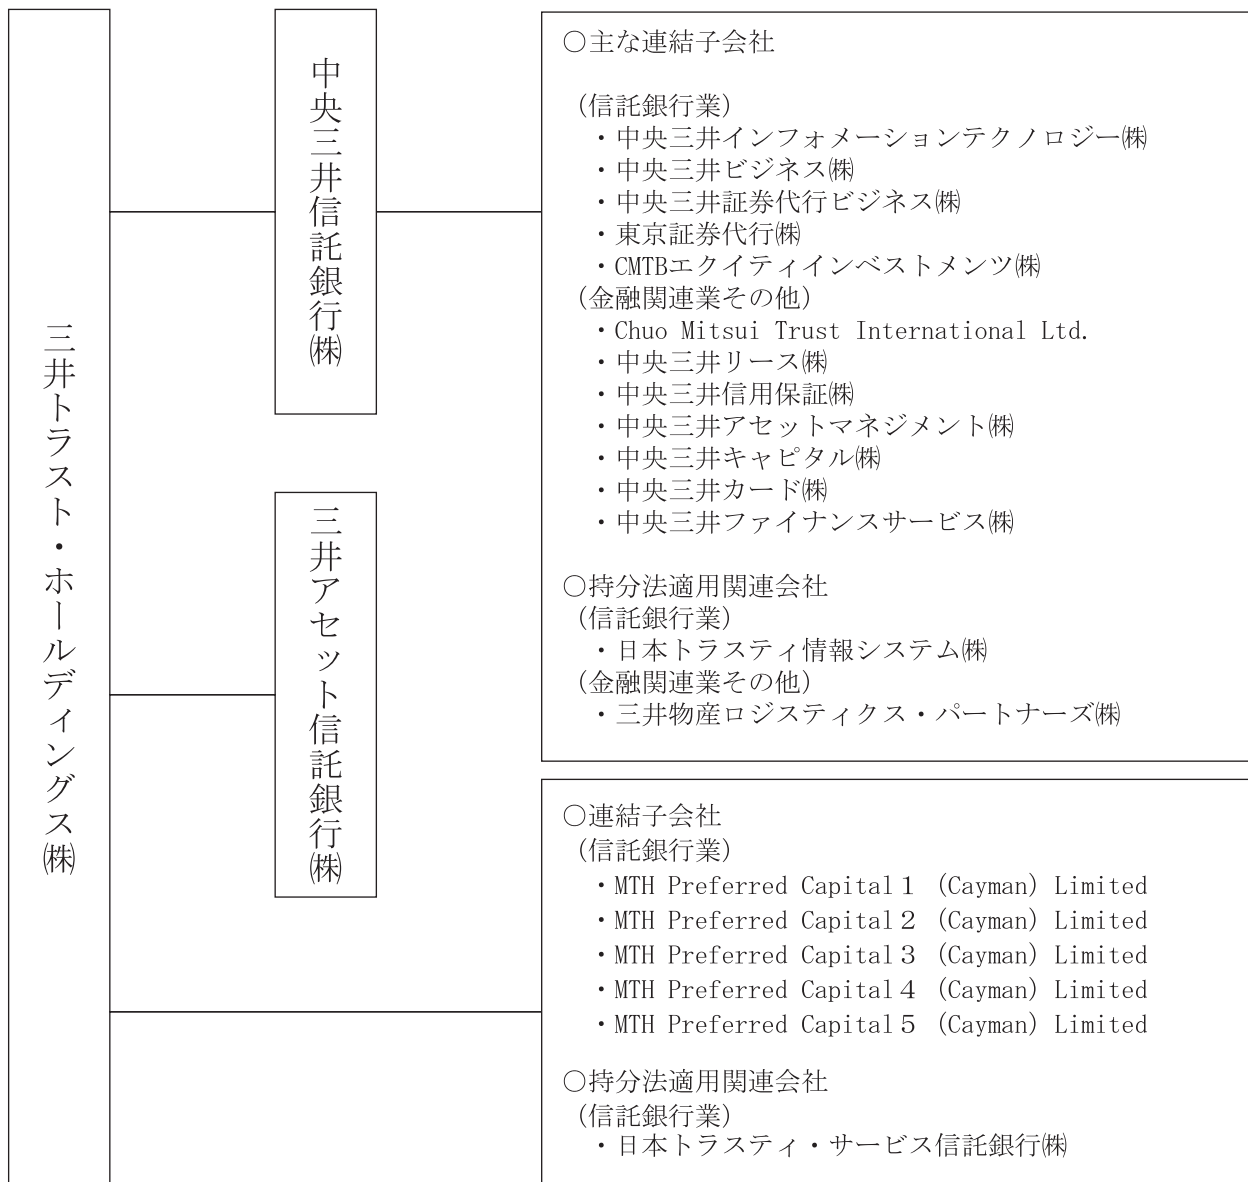 三井トラスト・ホールディングス㈱
中央三井信託銀行㈱
三井アセット信託銀行㈱
○主な連結子会社
（信託銀行業）
・中央三井インフォメーションテクノロジー㈱
・中央三井ビジネス㈱
・中央三井証券代行ビジネス㈱
・東京証券代行㈱
・CMTBエクイティインベストメンツ㈱
（金融関連業その他）
・Chuo Mitsui Trust International Ltd.
・中央三井リース㈱
・中央三井信用保証㈱
・中央三井アセットマネジメント㈱
・中央三井キャピタル㈱
・中央三井カード㈱
・中央三井ファイナンスサービス㈱
○持分法適用関連会社
（信託銀行業）
・日本トラスティ情報システム㈱
（金融関連業その他）
・三井物産ロジスティクス・パートナーズ㈱
○連結子会社
（信託銀行業）
・MTH Preferred Capital１ (Cayman) Limited
・MTH Preferred Capital２ (Cayman) Limited
・MTH Preferred Capital３ (Cayman) Limited
・MTH Preferred Capital４ (Cayman) Limited
・MTH Preferred Capital５ (Cayman) Limited
○持分法適用関連会社
（信託銀行業）
・日本トラスティ・サービス信託銀行㈱